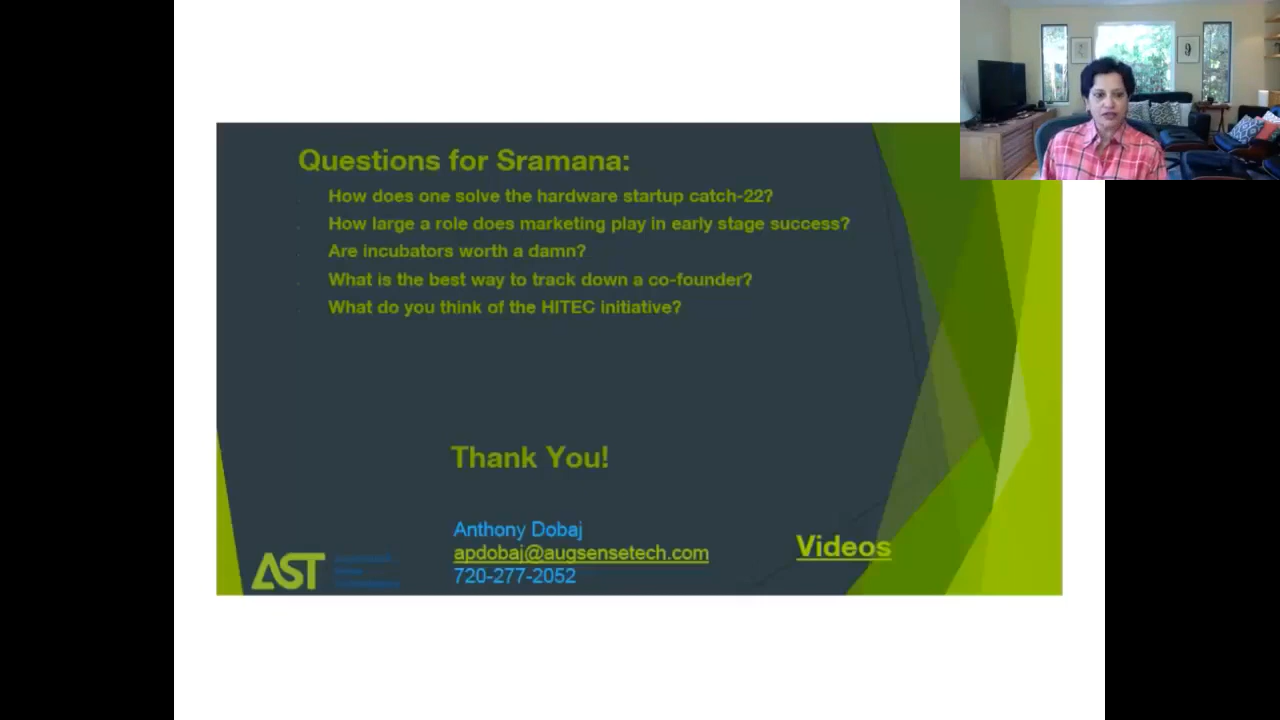 Questions for Sramana:
How does one solve the hardware startup catch-22?
How large a role does marketing play in early stage success?
Are incubators worth a damn?
What is the best way to track down a co-founder?
What do you think of the HITEC initiative?
Thank You!
Anthony Dobaj
apdobaj@augsensetech.com
720-277-2052
Videos
AST